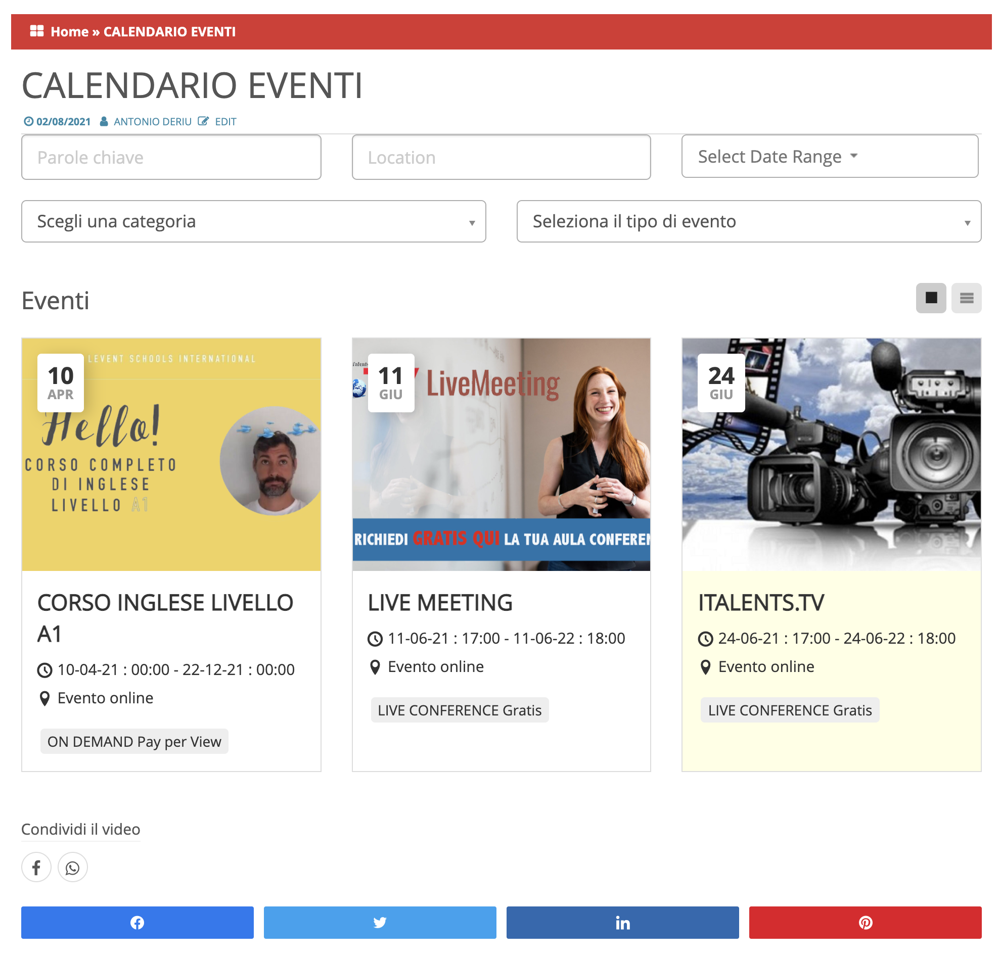 Home » CALENDARIO EVENTI
CALENDARIO EVENTI
02/08/2021 ANTONIO DERIU EDIT
Parole chiave
Location
Select Date Range
Scegli una categoria
Seleziona il tipo di evento
Eventi
10
APR
LEVENT SCHOOLS INTERNATIONAL
Hello!
CORSO COMPLETO
DI INGLESE
LIVELLO A1
CORSO INGLESE LIVELLO
A1
10-04-21 : 00:00 - 22-12-21 : 00:00
Evento online
ON DEMAND Pay per View
11
GIU
LiveMeeting
RICHIEDI GRATIS QUI LA TUA AULA CONFEREN
LIVE MEETING
11-06-21 : 17:00 - 11-06-22 : 18:00
Evento online
LIVE CONFERENCE Gratis
24
GIU
ITALENTS.TV
24-06-21 : 17:00 - 24-06-22 : 18:00
Evento online
LIVE CONFERENCE Gratis
Condividi il video